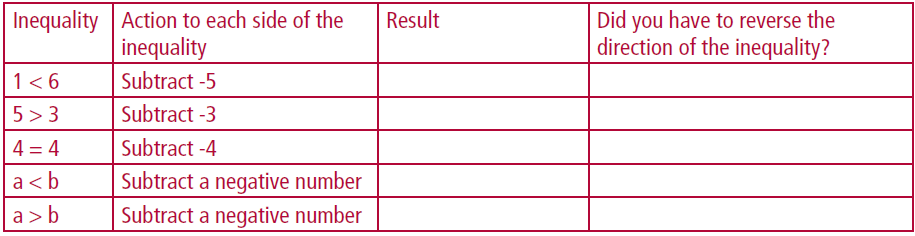 Inequality Action to each side of the Result Did you have to reverse the
inequality direction of the inequality?
1 < 6 Subtract -5
5 > 3 Subtract -3
4 = 4 Subtract -4
a < b Subtract a negative number
a > b Subtract a negative number